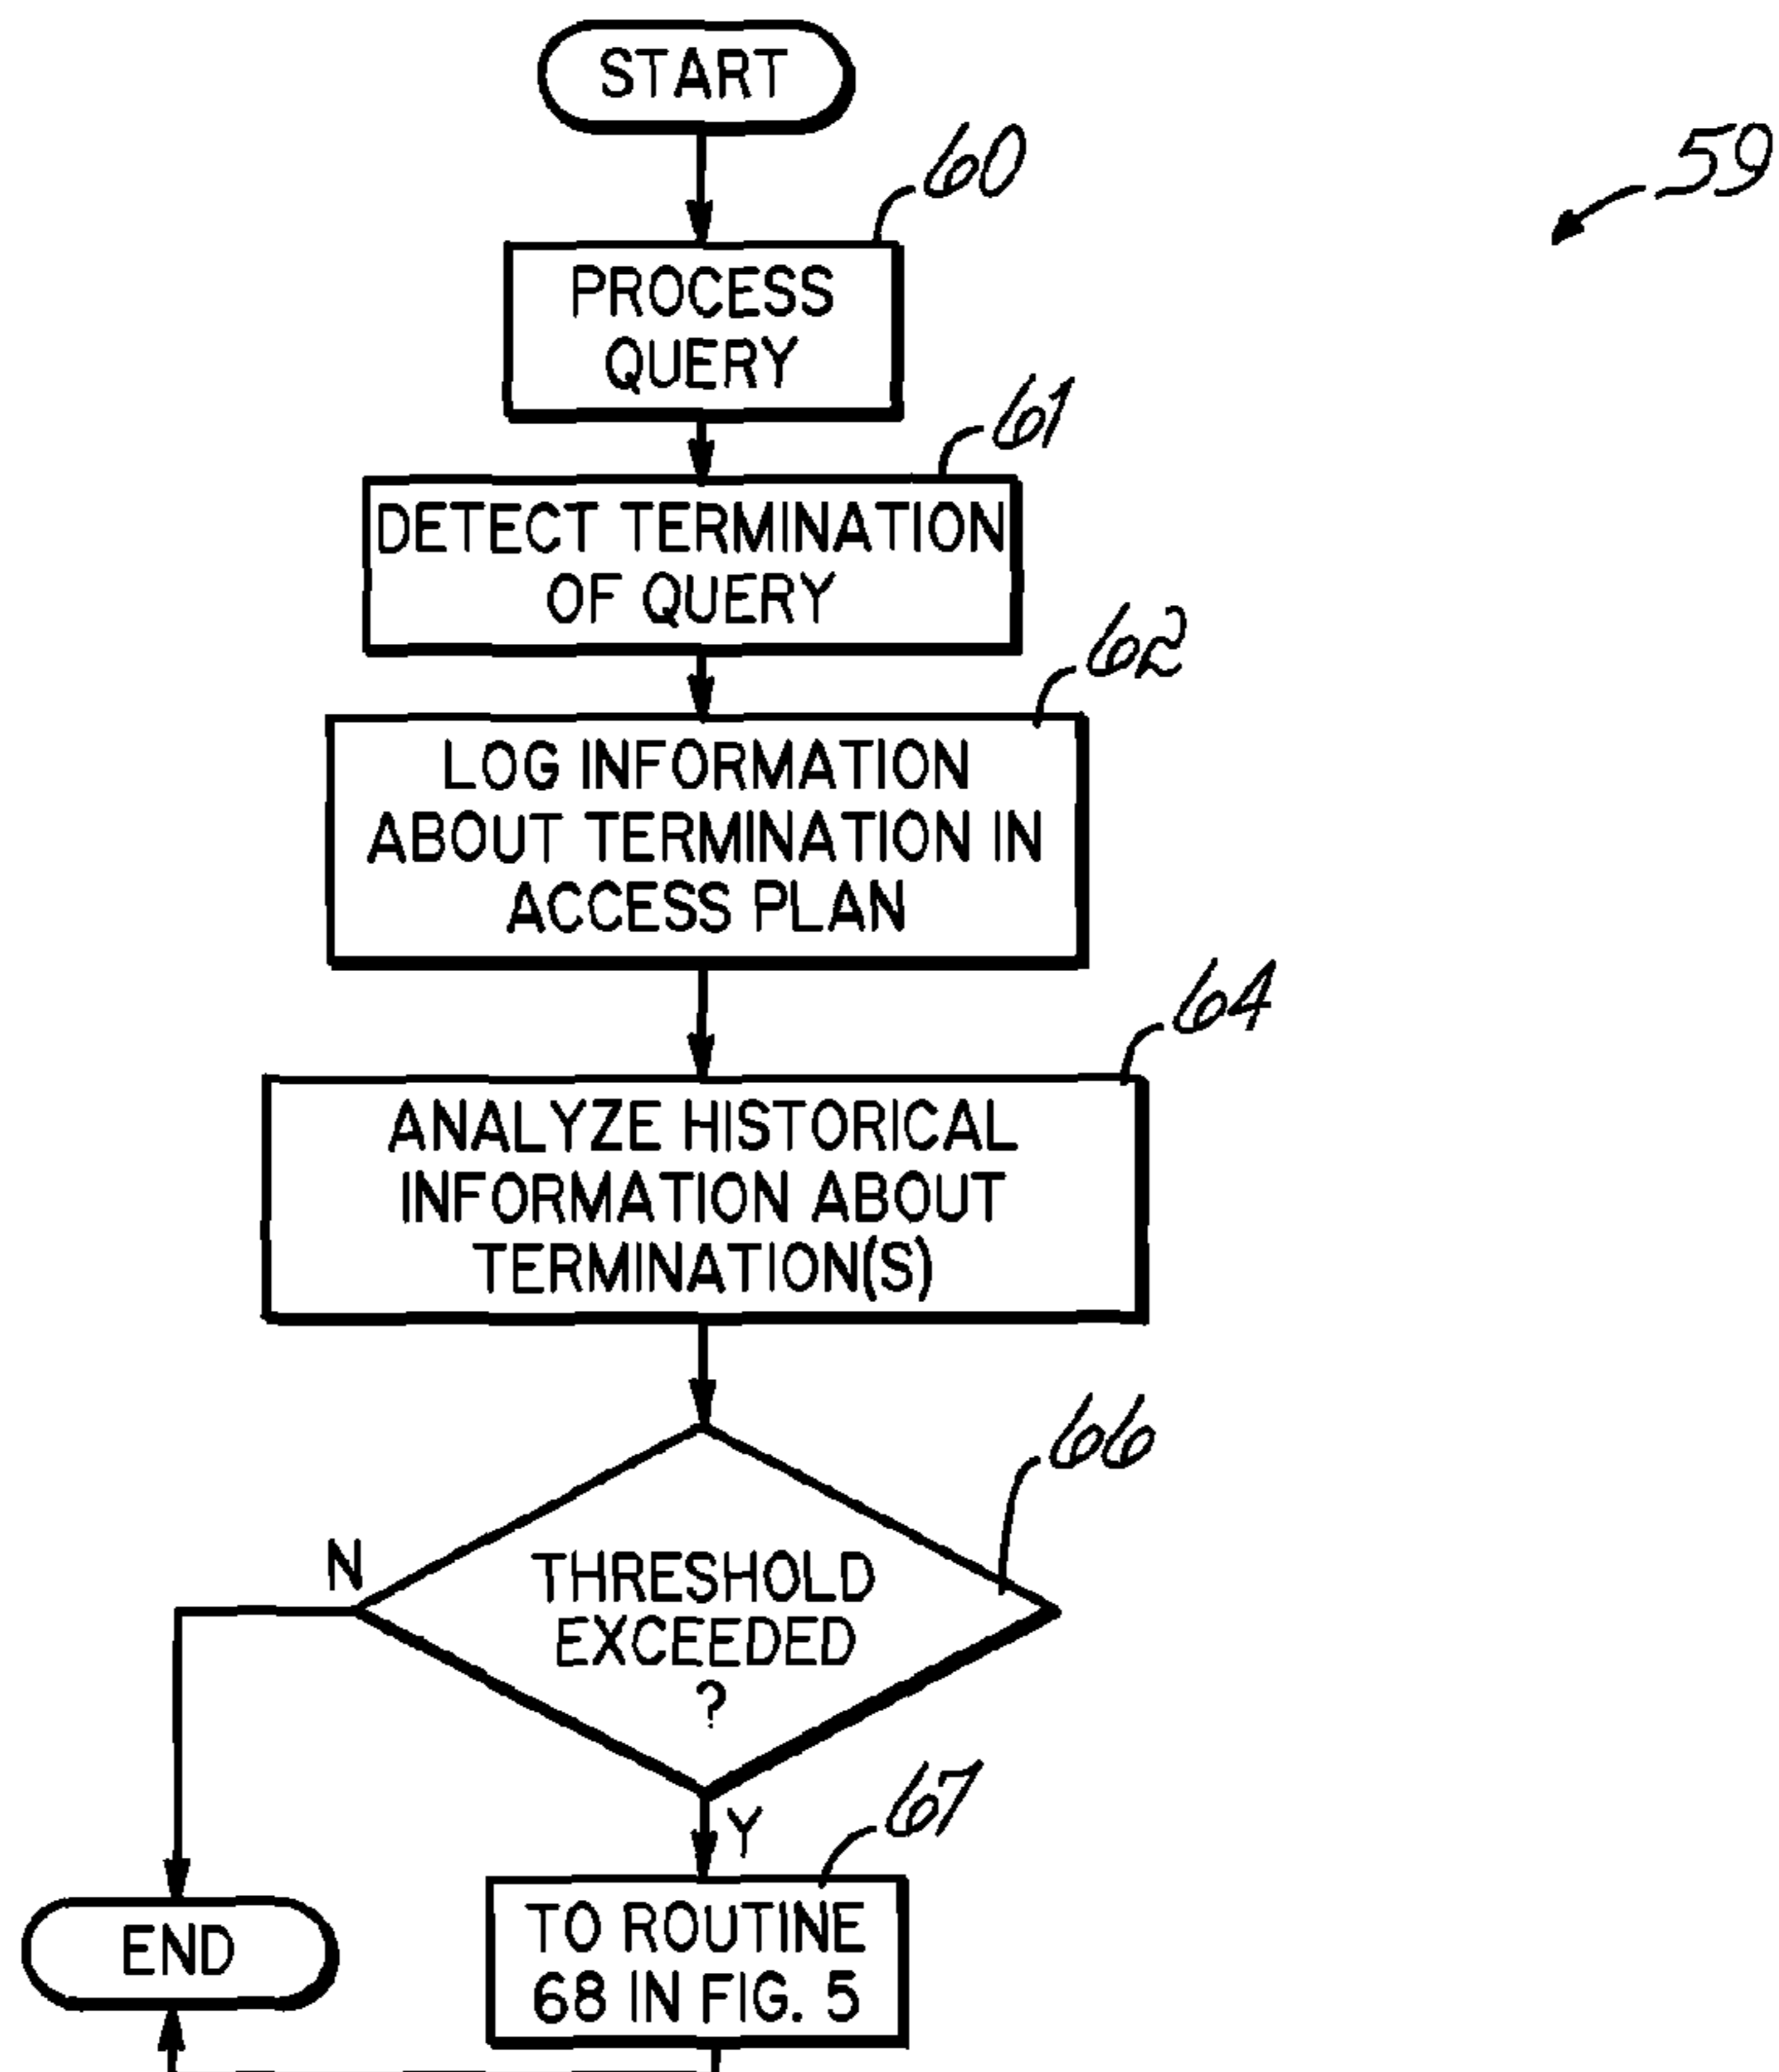 START
60
59
PROCESS
QUERY
61
DETECT TERMINATION
OF QUERY
62
LOG INFORMATION
ABOUT TERMINATION IN
ACCESS PLAN
64
ANALYZE HISTORICAL
INFORMATION ABOUT
TERMINATION(S)
66
N
THRESHOLD
EXCEEDED
?
67
Y
TO ROUTINE
68 IN FIG. 5
END